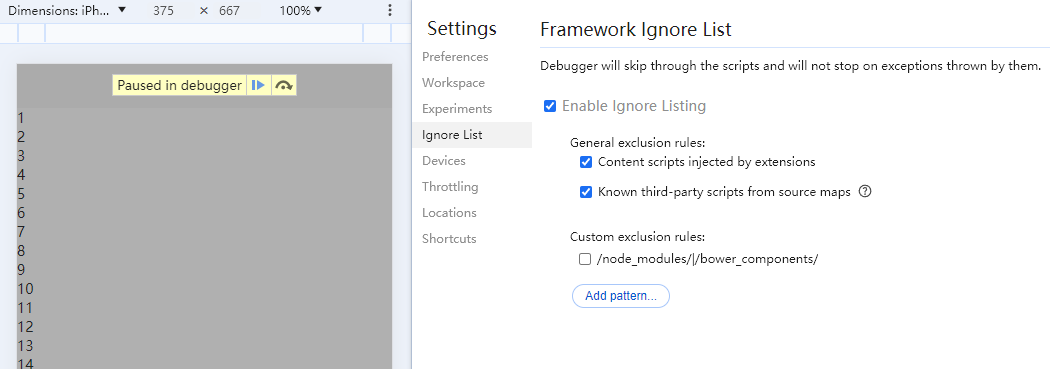 Dimensions: iPh... 375 × 667 100%
Paused in debugger
1
2
3
4
5
6
7
8
9
10
11
12
13
14
Settings
Preferences
Workspace
Experiments
Ignore List
Devices
Throttling
Locations
Shortcuts
Framework Ignore List
Debugger will skip through the scripts and will not stop on exceptions thrown by them.
Enable Ignore Listing
General exclusion rules:
Content scripts injected by extensions
Known third-party scripts from source maps
Custom exclusion rules:
/node_modules/|/bower_components/
Add pattern...